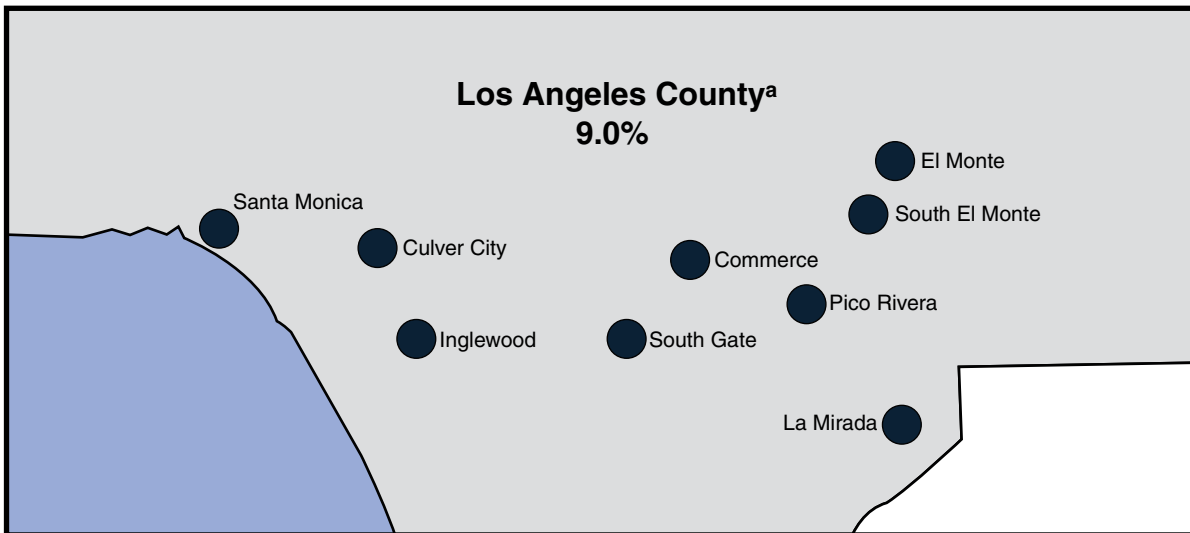 Los Angeles Countyᵃ
9.0%
El Monte
Santa Monica
South El Monte
Culver City
Commerce
Pico Rivera
Inglewood
South Gate
La Mirada